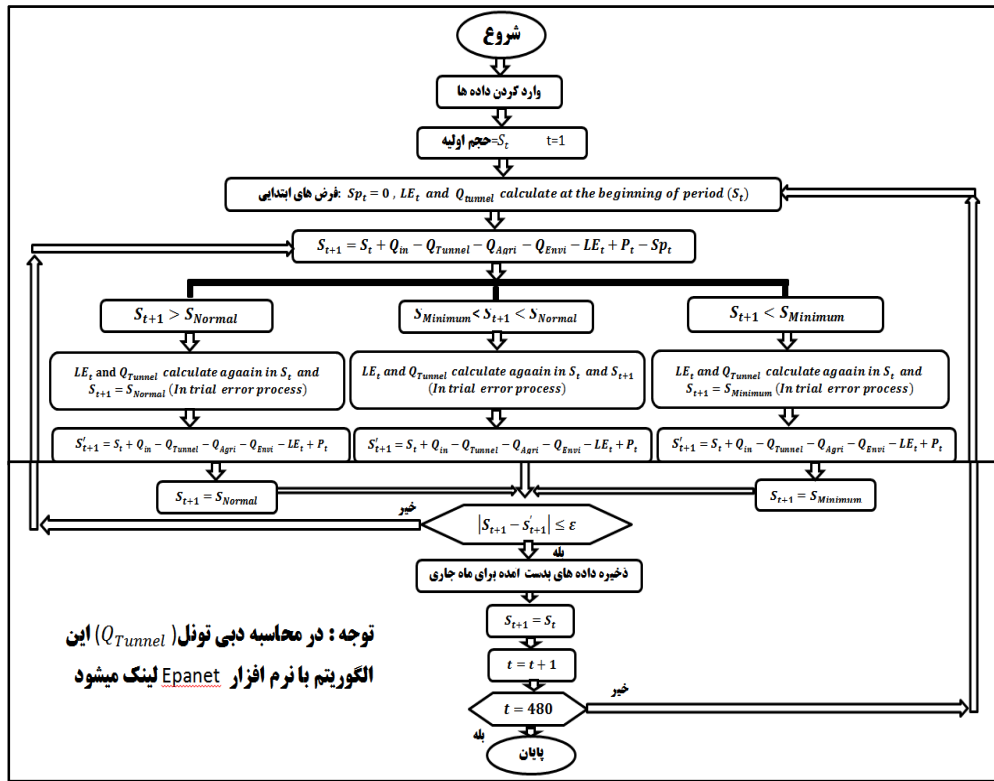 شروع
وارد کردن داده ها
حجم اولیه=S_t t=1
فرض های ابتدایی: Sp_t = 0 , LE_t and Q_tunnel calculate at the beginning of period (S_t)
S_{t+1} = S_t + Q_in − Q_Tunnel − Q_Agri − Q_Envi − LE_t + P_t − Sp_t
S_{t+1} > S_Normal
S_Minimum < S_{t+1} < S_Normal
S_{t+1} < S_Minimum
LE_t and Q_Tunnel calculate agaain in S_t and
S_{t+1} = S_Normal (In trial error process)
LE_t and Q_Tunnel calculate agaain in S_t and S_{t+1}
(In trial error process)
LE_t and Q_Tunnel calculate agaain in S_t and
S_{t+1} = S_Minimum (In trial error process)
S'_{t+1} = S_t + Q_in − Q_Tunnel − Q_Agri − Q_Envi − LE_t + P_t
S'_{t+1} = S_t + Q_in − Q_Tunnel − Q_Agri − Q_Envi − LE_t + P_t
S'_{t+1} = S_t + Q_in − Q_Tunnel − Q_Agri − Q_Envi − LE_t + P_t
S_{t+1} = S_Normal
S_{t+1} = S_Minimum
خیر
|S_{t+1} − s'_{t+1}| ≤ ε
بله
ذخیره داده های بدست امده برای ماه جاری
S_{t+1} = S_t
t = t + 1
خیر
t = 480
بله
پایان
توجه : در محاسبه دبی تونل( Q_Tunnel) این
الگوریتم با نرم افزار Epanet لینک میشود